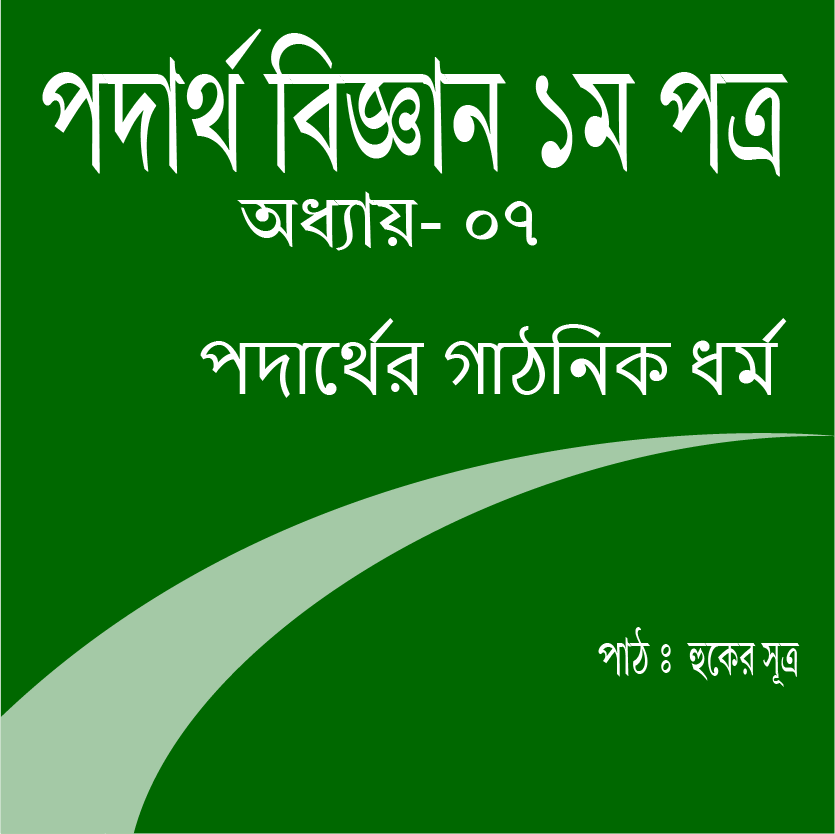 পদার্থ বিজ্ঞান ১ম পত্র
অধ্যায়- ০৭
পদার্থের গাঠনিক ধর্ম
পাঠ ঃ হুকের সূত্র